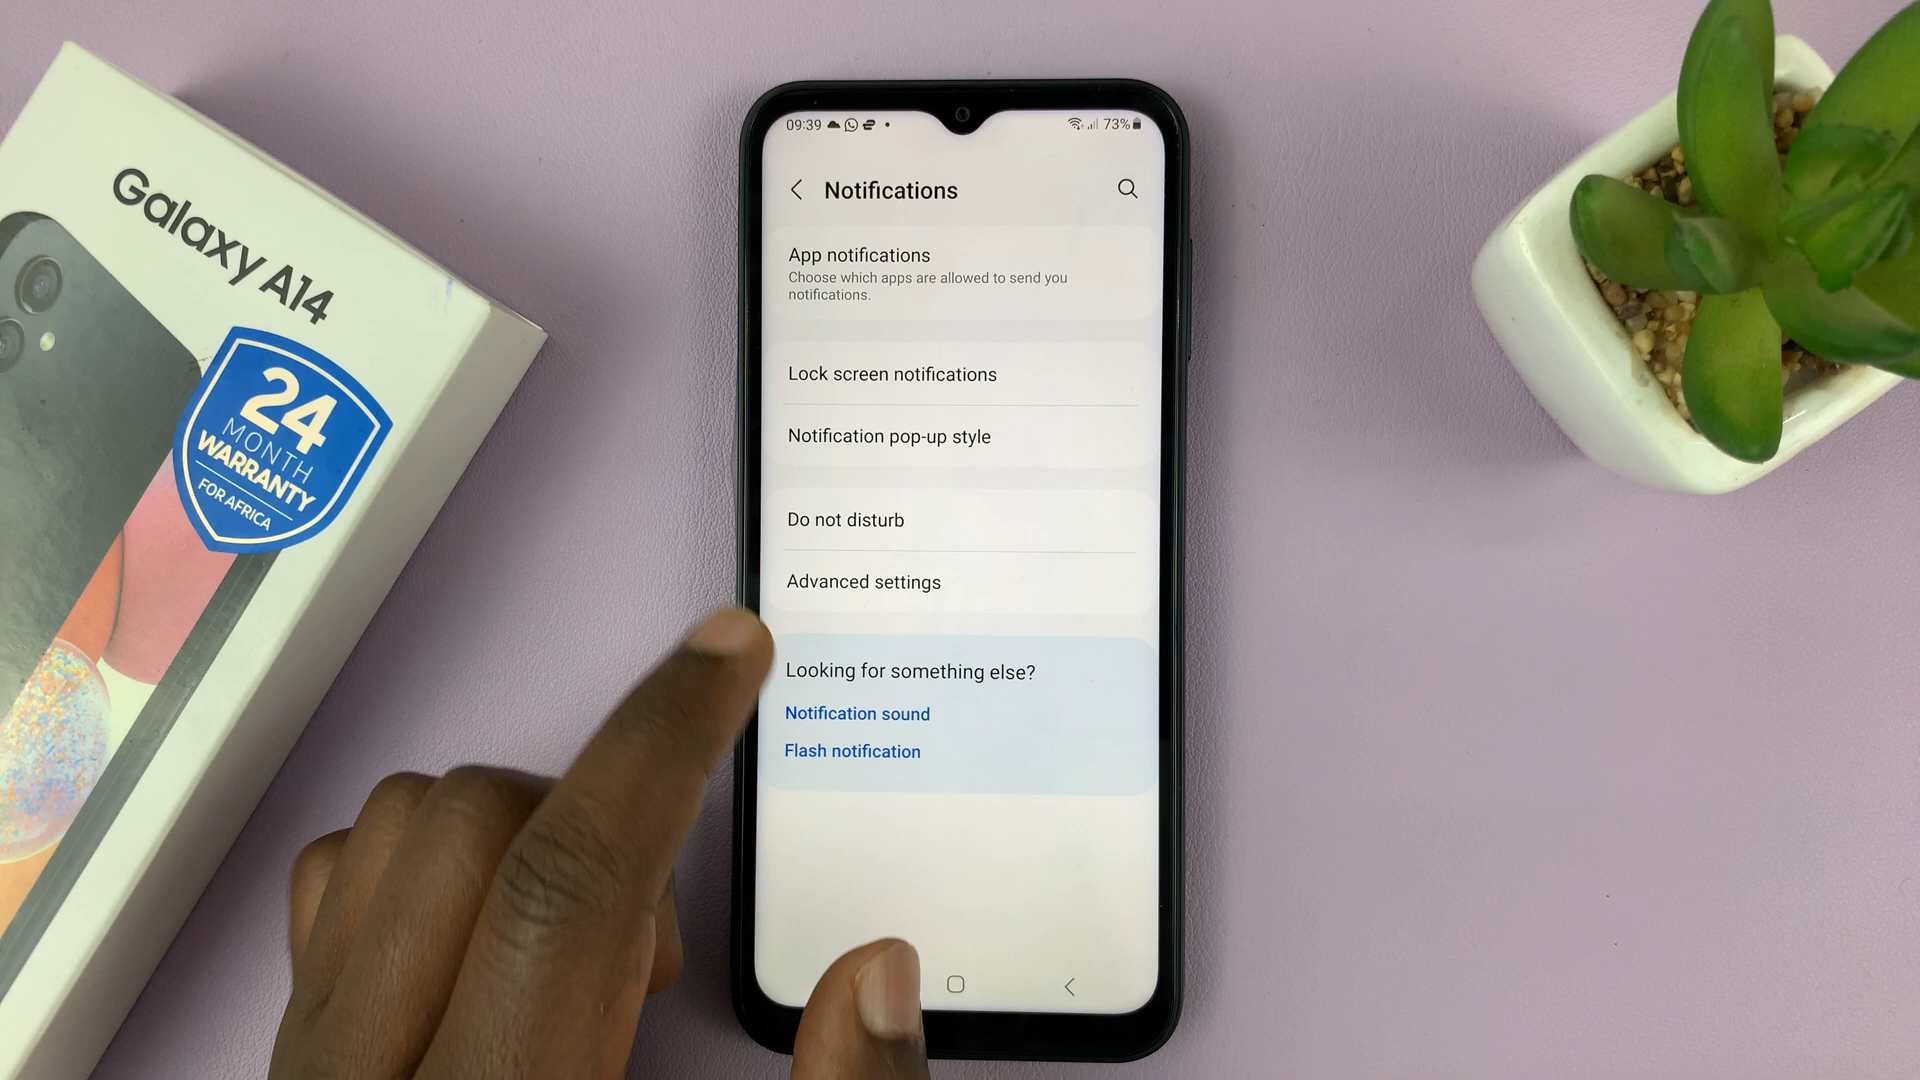 Galaxy A14
24
MONTH
WARRANTY
FOR AFRICA
09:39
73%
Notifications
App notifications
Choose which apps are allowed to send you
notifications.
Lock screen notifications
Notification pop-up style
Do not disturb
Advanced settings
Looking for something else?
Notification sound
Flash notification